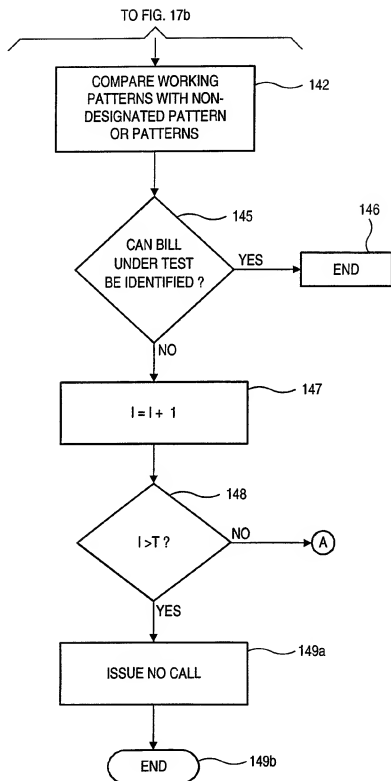 TO FIG. 17b
COMPARE WORKING
PATTERNS WITH NON-
DESIGNATED PATTERN
OR PATTERNS
142
145
CAN BILL
UNDER TEST
BE IDENTIFIED ?
YES
146
END
NO
147
I = I + 1
148
I >T ?
NO
A
YES
149a
ISSUE NO CALL
END
149b